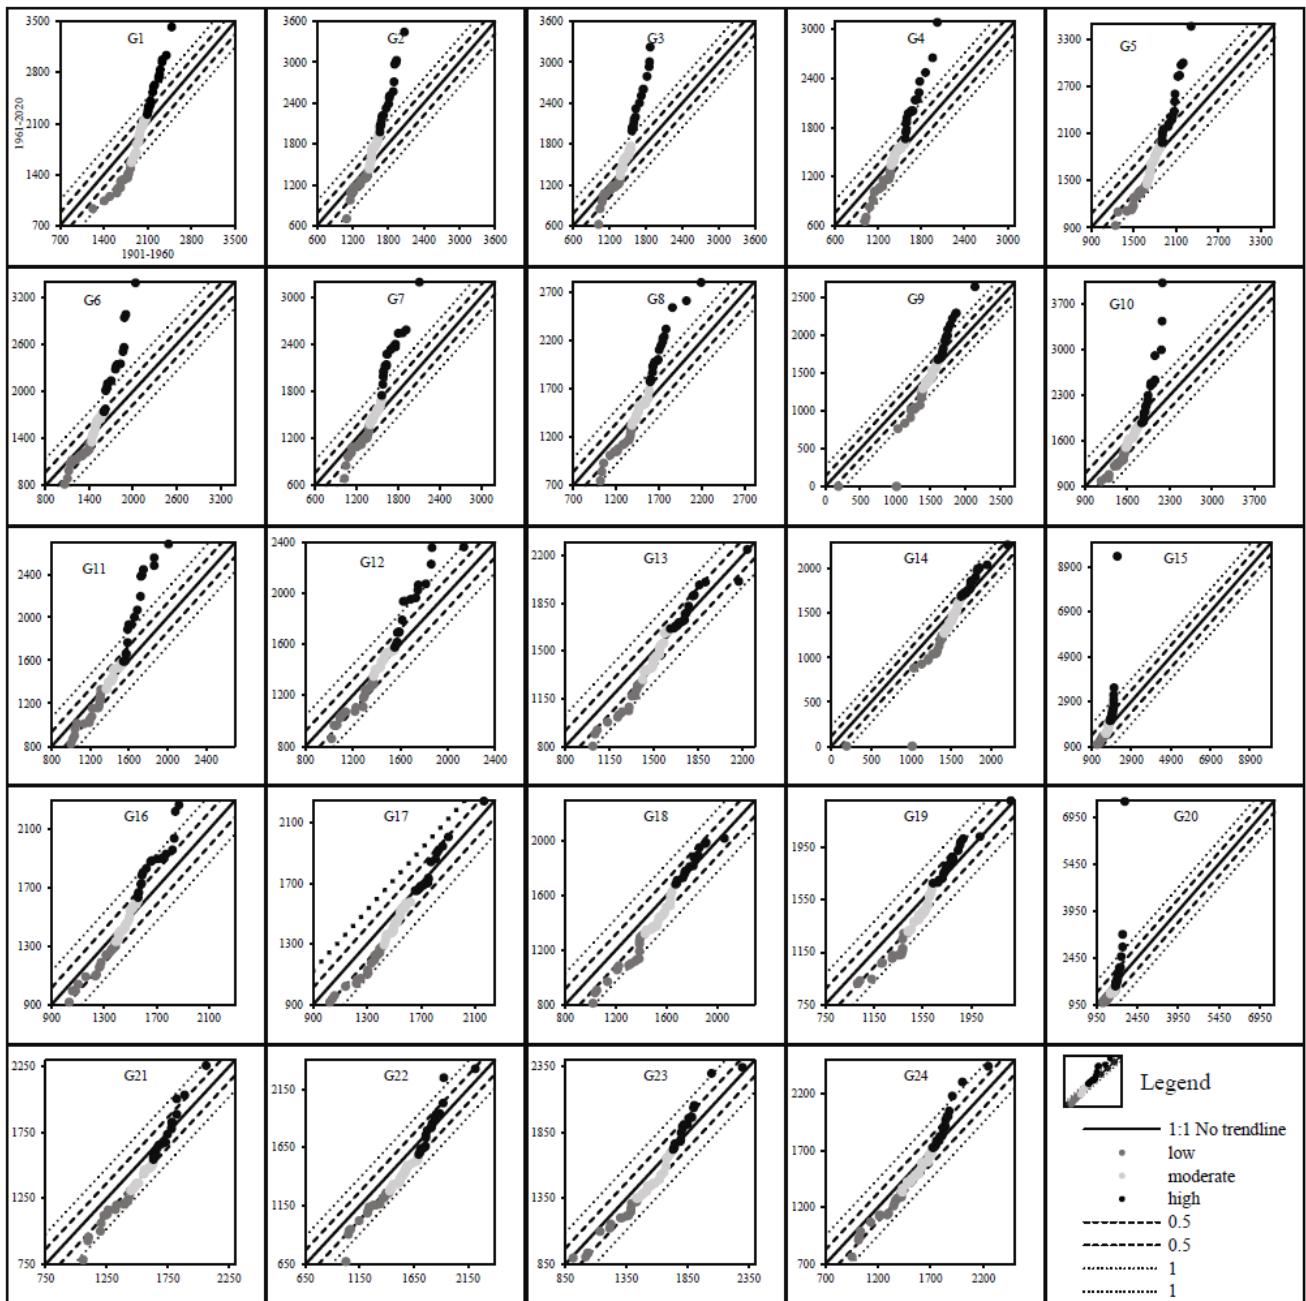 G1
3500
2800
2100
1400
700
1961-2020
700 1400 2100 2800 3500
1901-1960
G2
3600
3000
2400
1800
1200
600
600 1200 1800 2400 3000 3600
G3
3600
3000
2400
1800
1200
600
600 1200 1800 2400 3000 3600
G4
3000
2400
1800
1200
600
600 1200 1800 2400 3000
G5
3300
2700
2100
1500
900
900 1500 2100 2700 3300
G6
3200
2600
2000
1400
800
800 1400 2000 2600 3200
G7
3000
2400
1800
1200
600
600 1200 1800 2400 3000
G8
2700
2200
1700
1200
700
700 1200 1700 2200 2800
G9
2500
2000
1500
1000
500
0
0 500 1000 1500 2000 2500
G10
3700
3000
2300
1600
900
900 1600 2300 3000 3700
G11
2400
2000
1600
1200
800
800 1200 1600 2000 2400
G12
2400
2000
1600
1200
800
800 1200 1600 2000 2400
G13
2200
1850
1500
1150
800
800 1150 1500 1850 2200
G14
2000
1500
1000
500
0
0 500 1000 1500 2000
G15
8900
6900
4900
2900
900
900 2900 4900 6900 8900
G16
2100
1700
1300
900
900 1300 1700 2100
G17
2100
1700
1300
900
900 1300 1700 2100
G18
2000
1600
1200
800
800 1200 1600 2000
G19
1950
1550
1150
750
750 1150 1550 1950
G20
6950
5450
3950
2450
950
950 2450 3950 5450 6950
G21
2250
1750
1250
750
750 1250 1750 2250
G22
2150
1650
1150
650
650 1150 1650 2150
G23
2350
1850
1350
850
850 1350 1850 2350
G24
2200
1700
1200
700
700 1200 1700 2200
Legend
1:1 No trendline
low
moderate
high
0.5
0.5
1
1